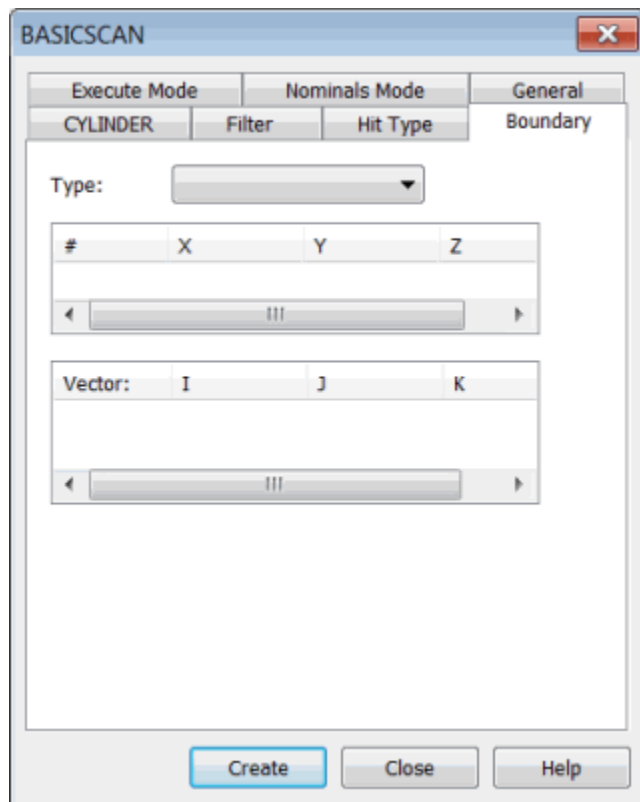 BASICSCAN
Execute Mode Nominals Mode General
CYLINDER Filter Hit Type Boundary
Type:
# X Y Z
Vector: I J K
Create Close Help